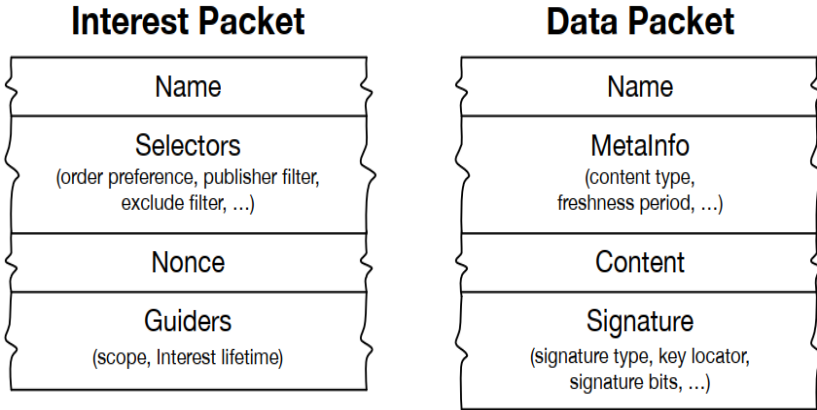 Interest Packet
Name
Selectors
(order preference, publisher filter,
exclude filter, ...)
Nonce
Guiders
(scope, Interest lifetime)
Data Packet
Name
MetaInfo
(content type,
freshness period, ...)
Content
Signature
(signature type, key locator,
signature bits, ...)